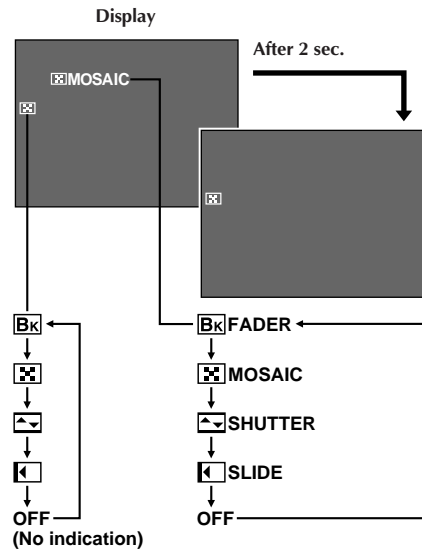 Display
After 2 sec.
MOSAIC
BK
BK FADER
MOSAIC
SHUTTER
SLIDE
OFF
(No indication)
OFF